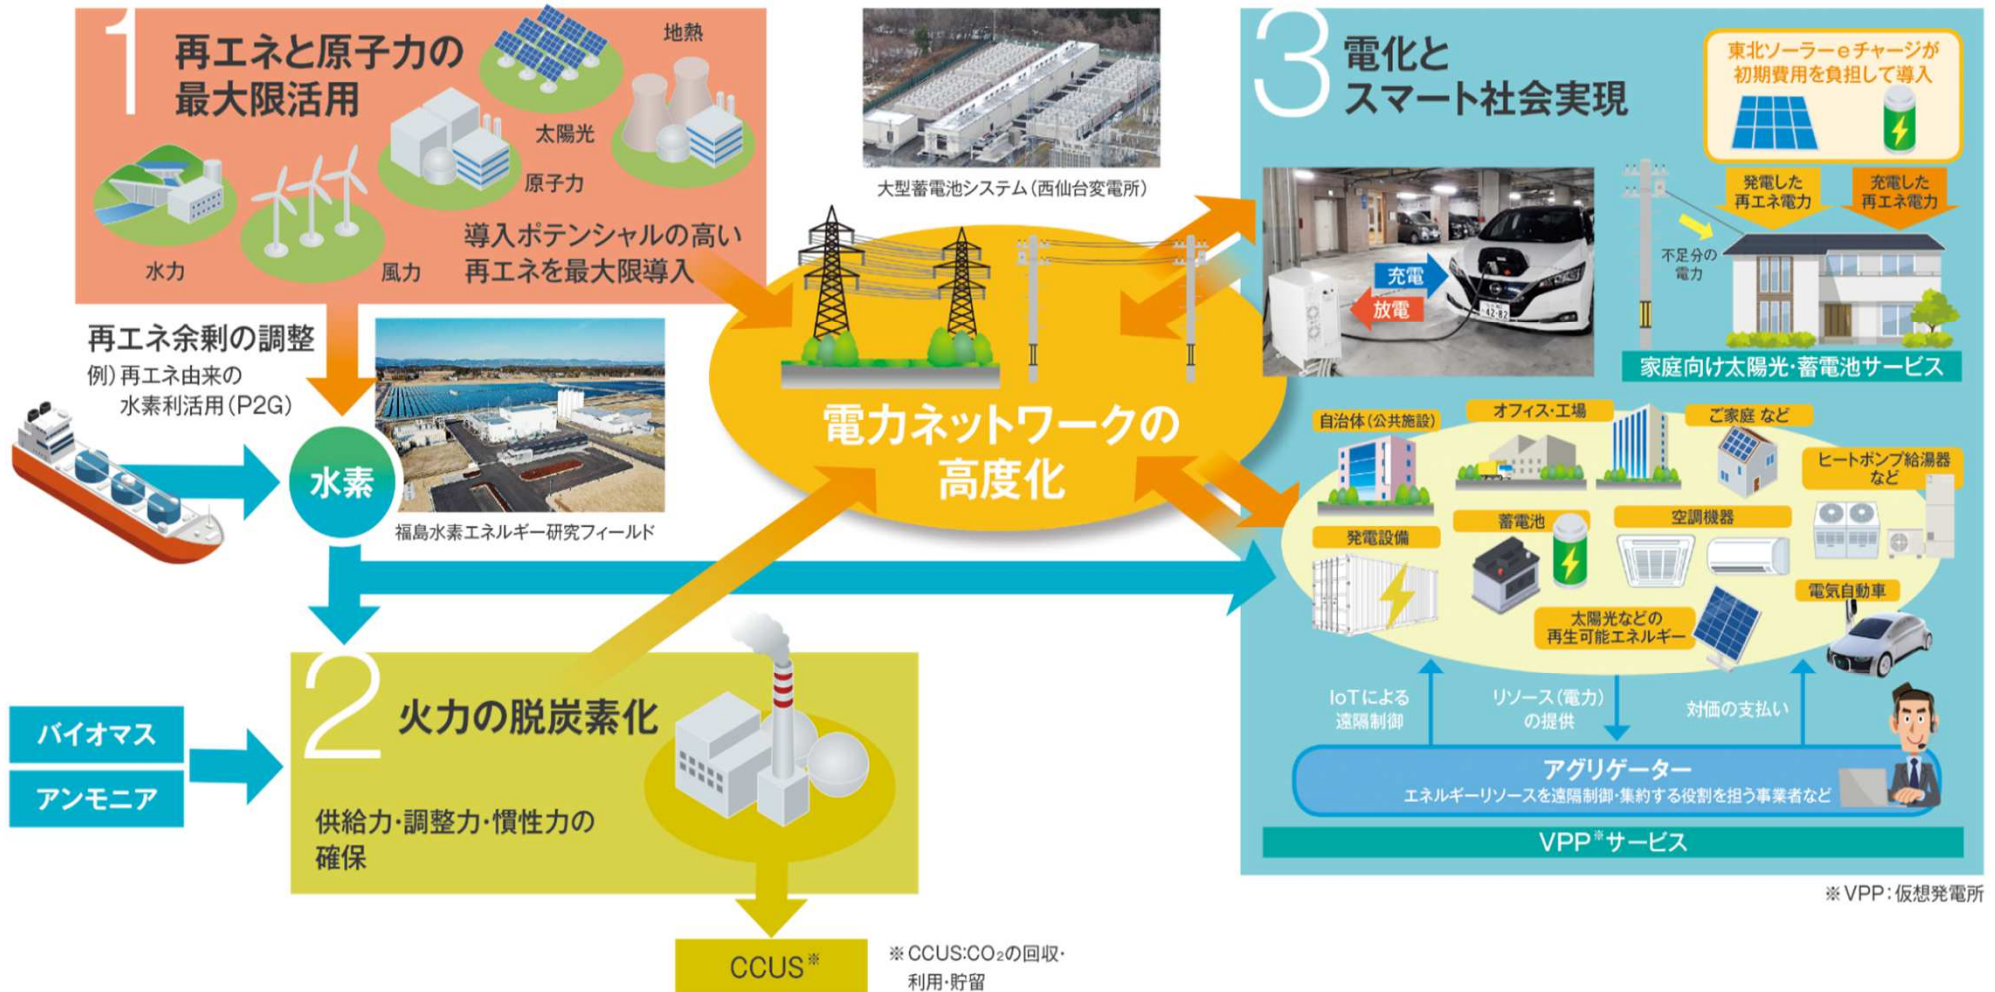 1
再エネと原子力の
最大限活用
地熱
太陽光
原子力
水力
風力
導入ポテンシャルの高い
再エネを最大限導入
再エネ余剰の調整
例)再エネ由来の
水素利活用(P2G)
水素
福島水素エネルギー研究フィールド
大型蓄電池システム(西仙台変電所)
電力ネットワークの
高度化
2
火力の脱炭素化
供給力・調整力・慣性力の
確保
バイオマス
アンモニア
CCUS※
※CCUS:CO₂の回収・
利用・貯留
3
電化と
スマート社会実現
東北ソーラーeチャージが
初期費用を負担して導入
発電した
再エネ電力
充電した
再エネ電力
不足分の
電力
充電
放電
家庭向け太陽光・蓄電池サービス
自治体(公共施設)
オフィス・工場
ご家庭 など
ヒートポンプ給湯器
など
発電設備
蓄電池
空調機器
太陽光などの
再生可能エネルギー
電気自動車
IoTによる
遠隔制御
リソース(電力)
の提供
対価の支払い
アグリゲーター
エネルギーリソースを遠隔制御・集約する役割を担う事業者など
VPP※サービス
※VPP:仮想発電所